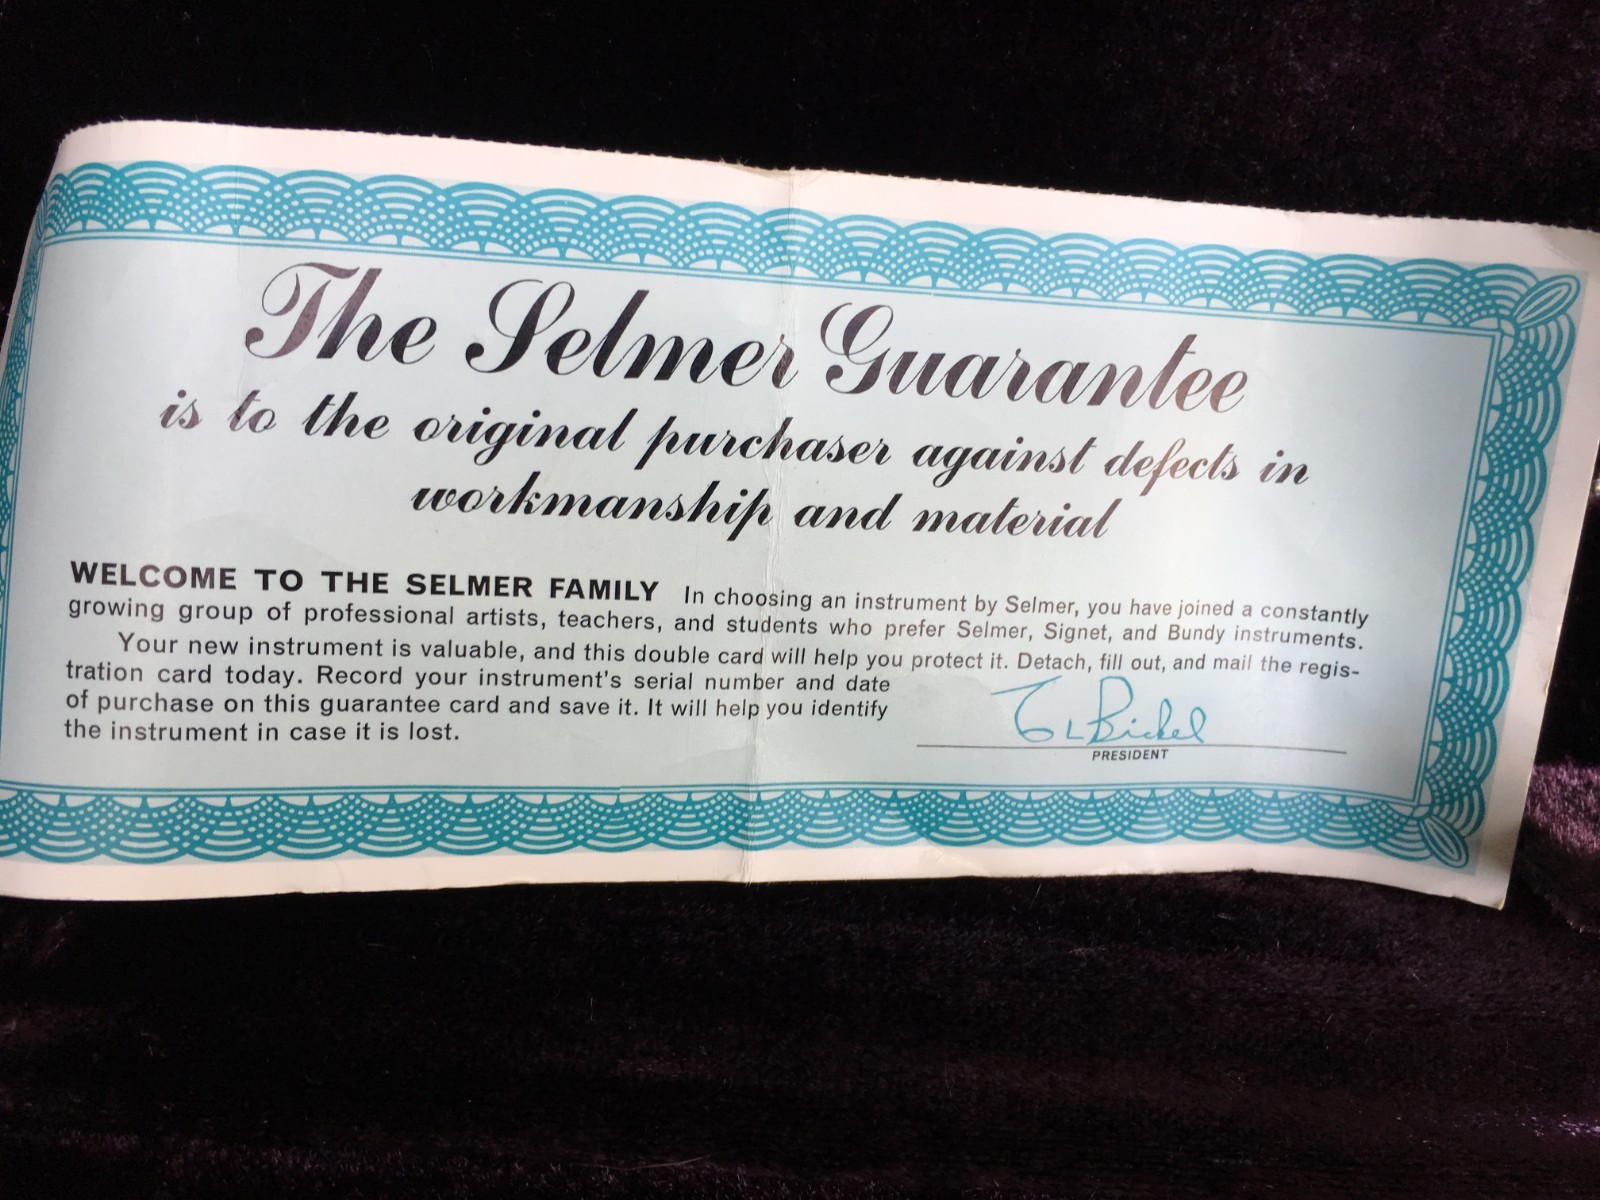 The Selmer Guarantee
is to the original purchaser against defects in
workmanship and material
WELCOME TO THE SELMER FAMILY In choosing an instrument by Selmer, you have joined a constantly
growing group of professional artists, teachers, and students who prefer Selmer, Signet, and Bundy instruments.
Your new instrument is valuable, and this double card will help you protect it. Detach, fill out, and mail the regis-
tration card today. Record your instrument's serial number and date
of purchase on this guarantee card and save it. It will help you identify
the instrument in case it is lost.
Bickel
PRESIDENT